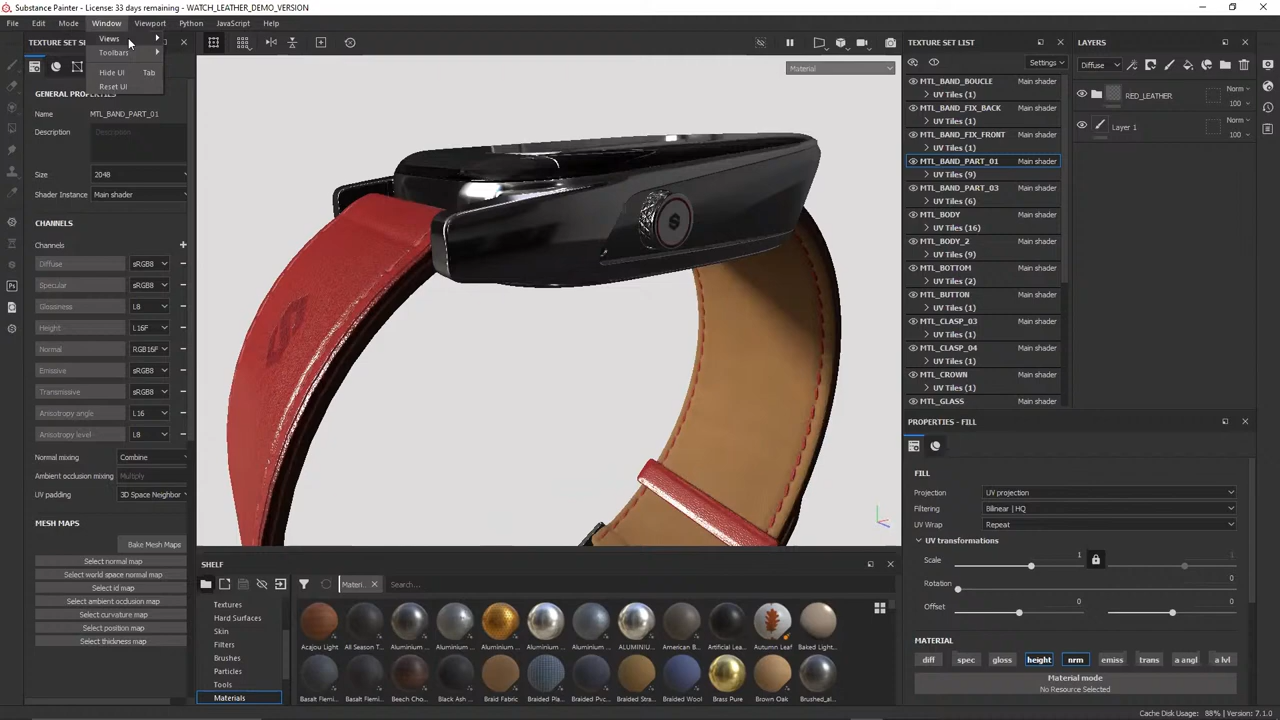 Substance Painter - License: 33 days remaining - WATCH_LEATHER_DEMO_VERSION
File Edit Mode Window Viewport Python JavaScript Help
Views
Toolbars
Hide UI Tab
Reset UI
TEXTURE SET S
GENERAL PROPERTIES
Name MTL_BAND_PART_01
Description Description
Size 2048
Shader Instance Main shader
CHANNELS
Channels
Diffuse sRGB8
Specular sRGB8
Glossiness L8
Height L16F
Normal RGB16F
Emissive sRGB8
Transmissive sRGB8
Anisotropy angle L16
Anisotropy level L8
Normal mixing Combine
Ambient occlusion mixing Multiply
UV padding 3D Space Neighbor
MESH MAPS
Bake Mesh Maps
Select normal map
Select world space normal map
Select id map
Select ambient occlusion map
Select curvature map
Select position map
Select thickness map
Material
S
SHELF
Materi...
Search...
Textures
Hard Surfaces
Skin
Filters
Brushes
Particles
Tools
Materials
Acajou Light All Season T... Aluminium ... Aluminium ... Aluminium ... Aluminium ... Aluminium ... ALUMINIU... American B... Artificial Lea... Autumn Leaf Baked Light...
Basalt Flemi... Basalt Flemi... Beech Cho... Black Ash ... Braid Fabric Braided Pla... Braided Pvc... Braided Stra... Braided Wool Brass Pure Brown Oak Brushed_al...
TEXTURE SET LIST
Settings
MTL_BAND_BOUCLE Main shader
UV Tiles (1)
MTL_BAND_FIX_BACK Main shader
UV Tiles (1)
MTL_BAND_FIX_FRONT Main shader
UV Tiles (1)
MTL_BAND_PART_01 Main shader
UV Tiles (9)
MTL_BAND_PART_03 Main shader
UV Tiles (6)
MTL_BODY Main shader
UV Tiles (16)
MTL_BODY_2 Main shader
UV Tiles (9)
MTL_BOTTOM Main shader
UV Tiles (2)
MTL_BUTTON Main shader
UV Tiles (1)
MTL_CLASP_03 Main shader
UV Tiles (1)
MTL_CLASP_04 Main shader
UV Tiles (1)
MTL_CROWN Main shader
UV Tiles (1)
MTL_GLASS Main shader
LAYERS
Diffuse
RED_LEATHER Norm
100
Layer 1 Norm
100
PROPERTIES - FILL
FILL
Projection UV projection
Filtering Bilinear | HQ
UV Wrap Repeat
UV transformations
Scale 1 1
Rotation 0
Offset 0 0
MATERIAL
diff spec gloss height nrm emiss trans a angl a lvl
Material mode
No Resource Selected
Cache Disk Usage: 88% | Version: 7.1.0